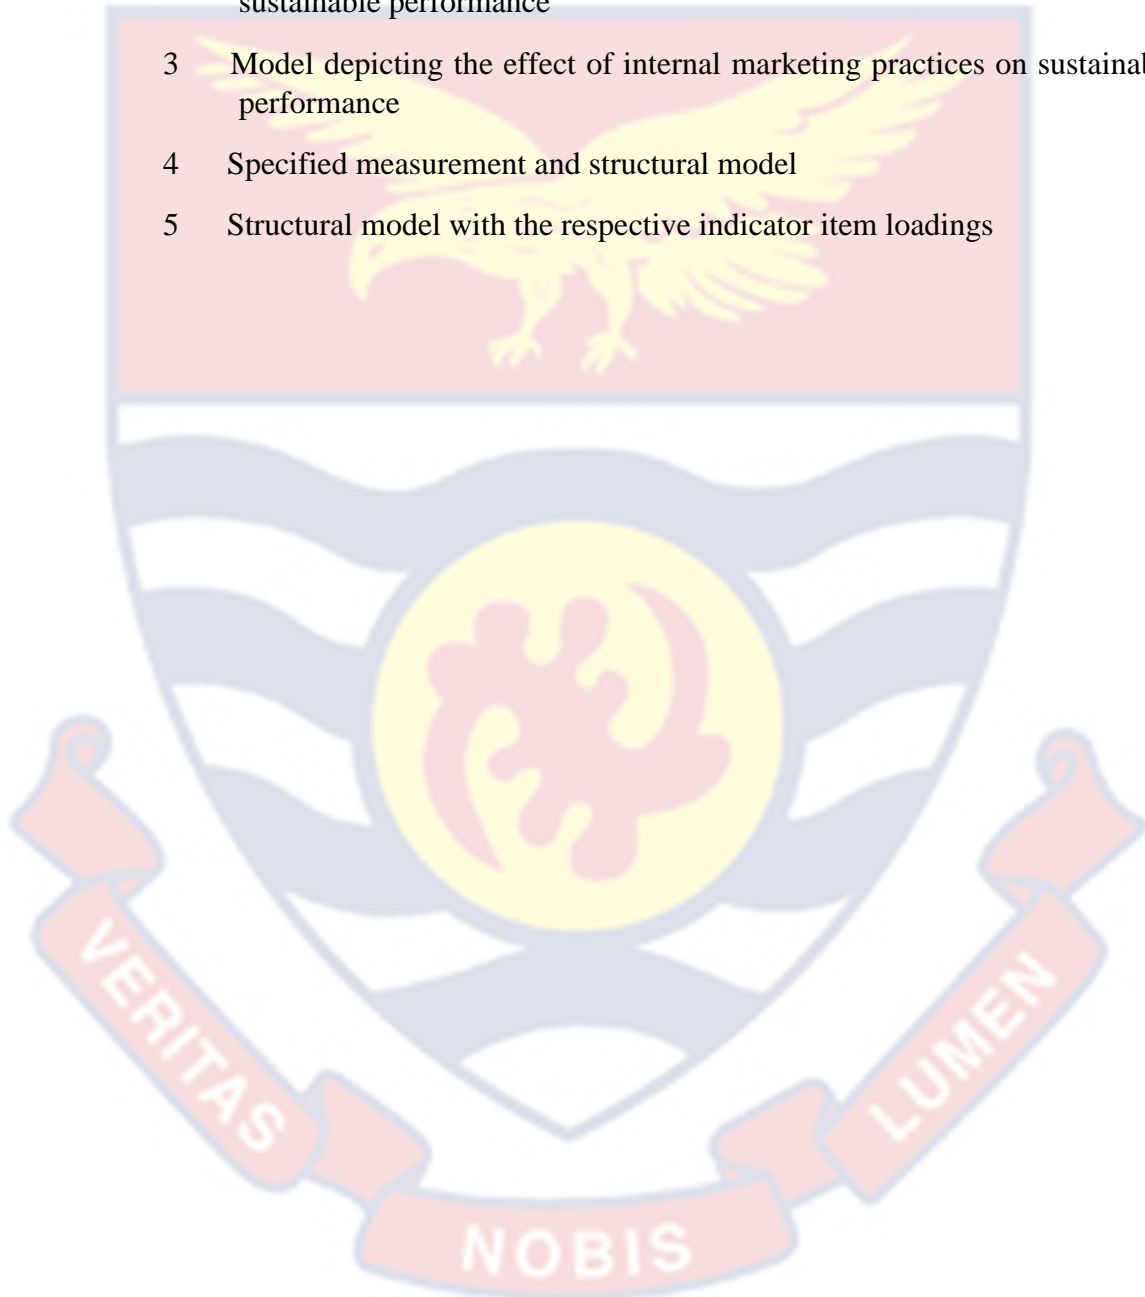 sustainable performance
3 Model depicting the effect of internal marketing practices on sustainab
performance
4 Specified measurement and structural model
5 Structural model with the respective indicator item loadings
VERITAS
NOBIS
LUMEN